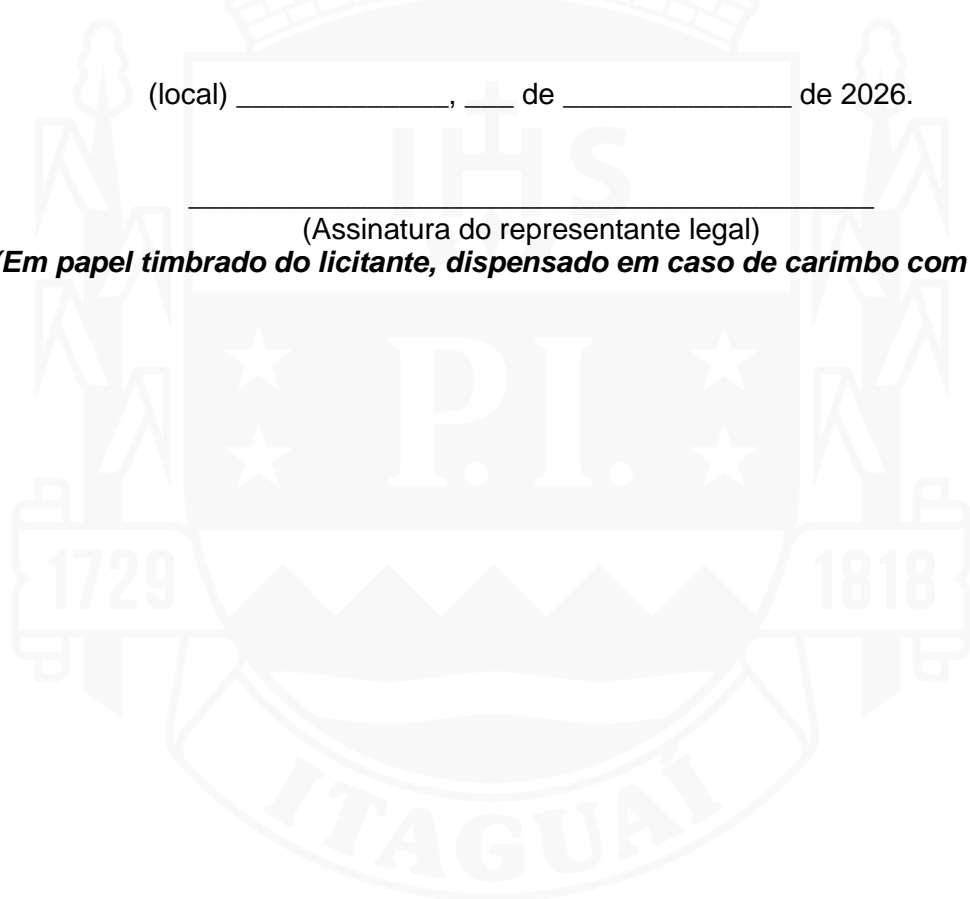 (local) _____________, ___ de ______________ de 2026.
__________________________________________
(Assinatura do representante legal)
(Em papel timbrado do licitante, dispensado em caso de carimbo com
IHS
P.I.
1729
1818
ITAGUAÍ